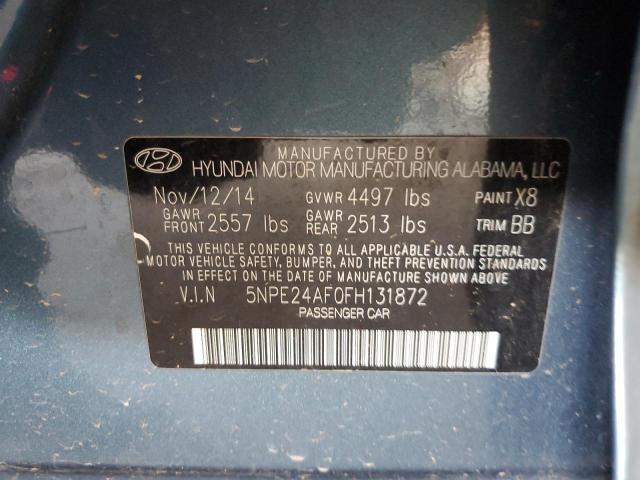 MANUFACTURED BY
HYUNDAI MOTOR MANUFACTURING ALABAMA, LLC
Nov/12/14 GVWR 4497 lbs PAINT X8
GAWR FRONT 2557 lbs GAWR REAR 2513 lbs TRIM BB
THIS VEHICLE CONFORMS TO ALL APPLICABLE U.S.A. FEDERAL
MOTOR VEHICLE SAFETY, BUMPER, AND THEFT PREVENTION STANDARDS
IN EFFECT ON THE DATE OF MANUFACTURE SHOWN ABOVE
V.I.N 5NPE24AF0FH131872
PASSENGER CAR